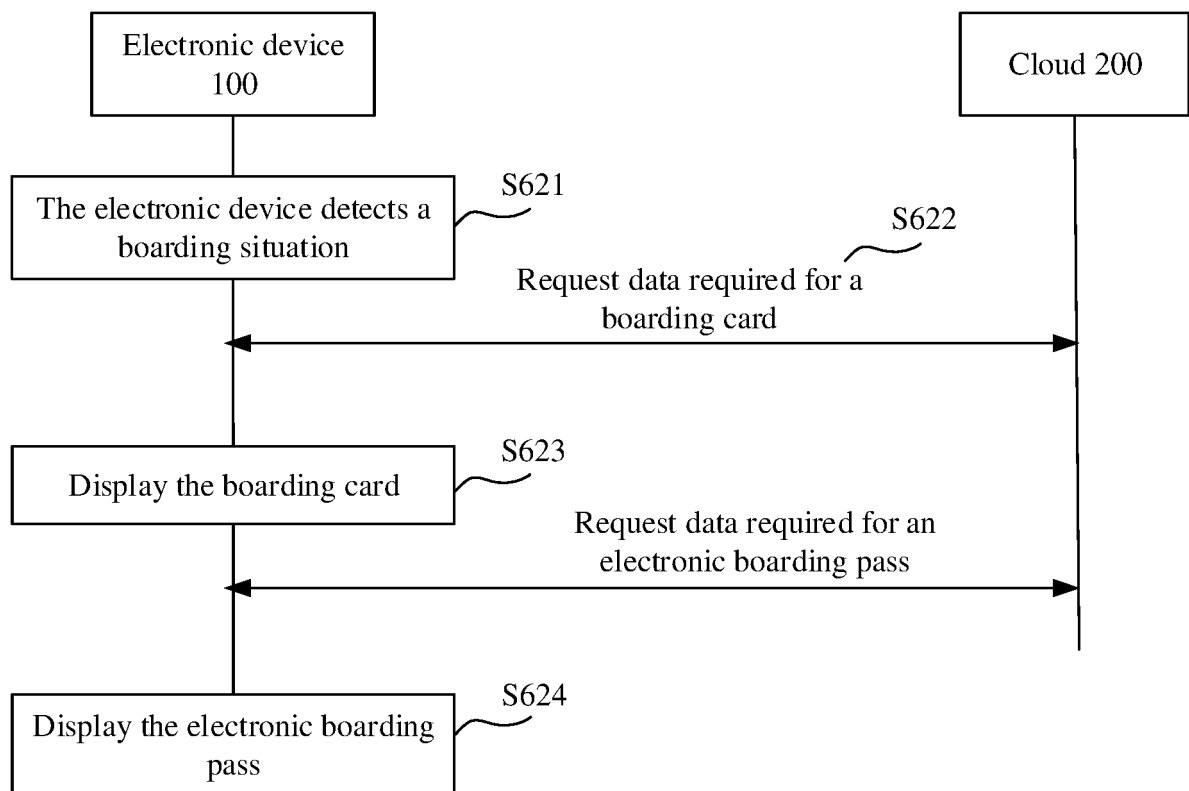 Electronic device
100
Cloud 200
S621
The electronic device detects a
boarding situation
S622
Request data required for a
boarding card
S623
Display the boarding card
Request data required for an
electronic boarding pass
S624
Display the electronic boarding
pass